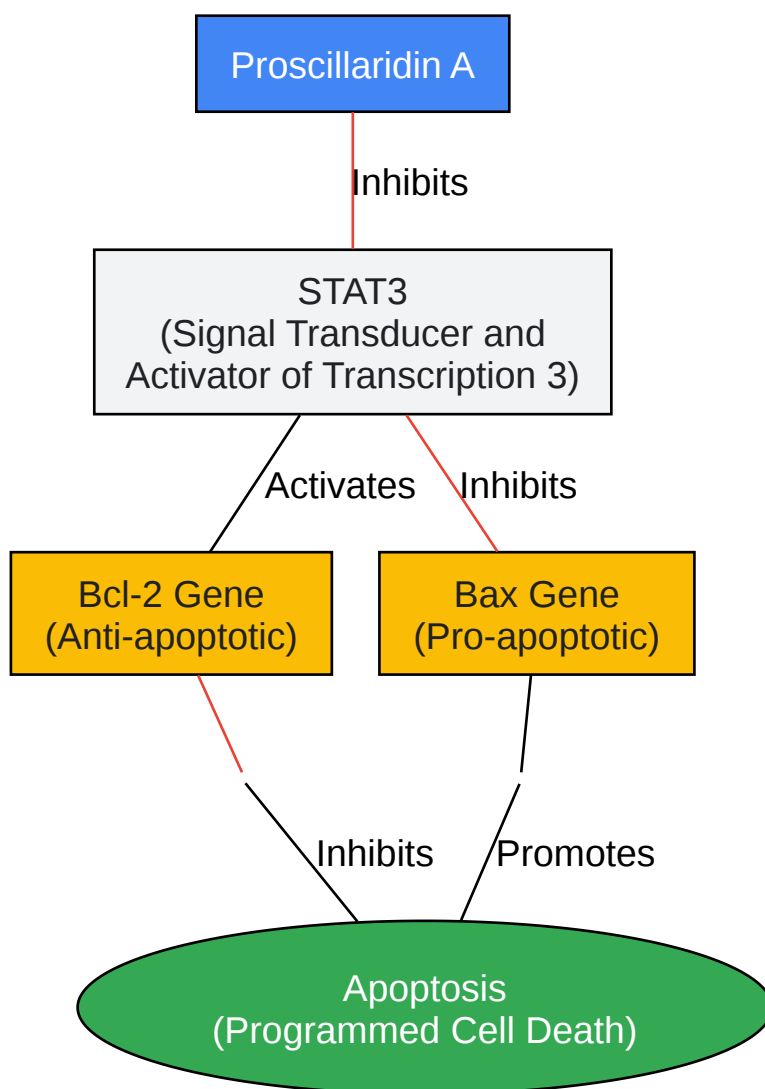 Proscillaridin A
Inhibits
STAT3
(Signal Transducer and
Activator of Transcription 3)
Activates
Inhibits
Bcl-2 Gene
(Anti-apoptotic)
Bax Gene
(Pro-apoptotic)
Inhibits
Promotes
Apoptosis
(Programmed Cell Death)